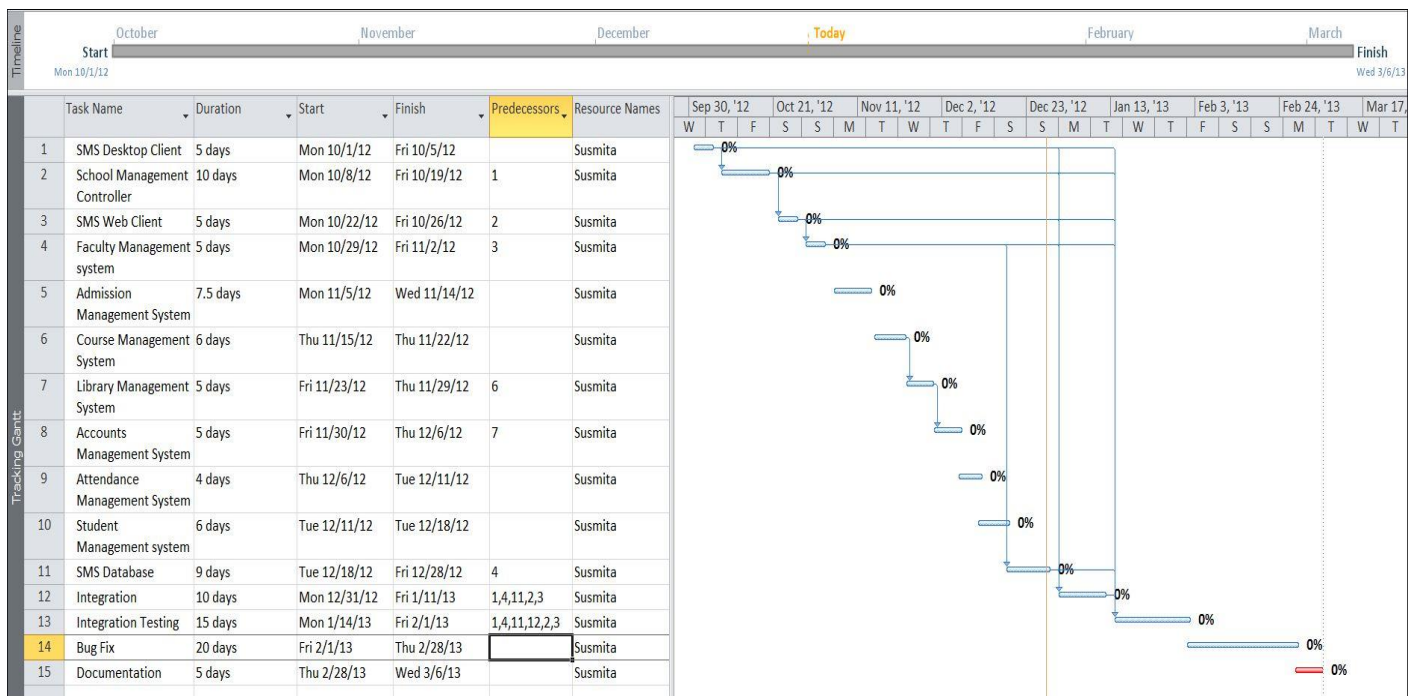 October November December Today February March
Start Finish
Mon 10/1/12 Wed 3/6/13
Timeline
Task Name Duration Start Finish Predecessors Resource Names Sep 30, '12 Oct 21, '12 Nov 11, '12 Dec 2, '12 Dec 23, '12 Jan 13, '13 Feb 3, '13 Feb 24, '13 Mar 17,
W T F S S M T W T F S S M T W T F S S M T W T
Tracking Gantt
1 SMS Desktop Client 5 days Mon 10/1/12 Fri 10/5/12 Susmita 0%
2 School Management 10 days Mon 10/8/12 Fri 10/19/12 1 Susmita 0%
Controller
3 SMS Web Client 5 days Mon 10/22/12 Fri 10/26/12 2 Susmita 0%
4 Faculty Management 5 days Mon 10/29/12 Fri 11/2/12 3 Susmita 0%
system
5 Admission 7.5 days Mon 11/5/12 Wed 11/14/12 Susmita 0%
Management System
6 Course Management 6 days Thu 11/15/12 Thu 11/22/12 Susmita 0%
System
7 Library Management 5 days Fri 11/23/12 Thu 11/29/12 6 Susmita 0%
System
8 Accounts 5 days Fri 11/30/12 Thu 12/6/12 7 Susmita 0%
Management System
9 Attendance 4 days Thu 12/6/12 Tue 12/11/12 Susmita 0%
Management System
10 Student 6 days Tue 12/11/12 Tue 12/18/12 Susmita 0%
Management system
11 SMS Database 9 days Tue 12/18/12 Fri 12/28/12 4 Susmita 0%
12 Integration 10 days Mon 12/31/12 Fri 1/11/13 1,4,11,2,3 Susmita 0%
13 Integration Testing 15 days Mon 1/14/13 Fri 2/1/13 1,4,11,12,2,3 Susmita 0%
14 Bug Fix 20 days Fri 2/1/13 Thu 2/28/13 Susmita 0%
15 Documentation 5 days Thu 2/28/13 Wed 3/6/13 Susmita 0%